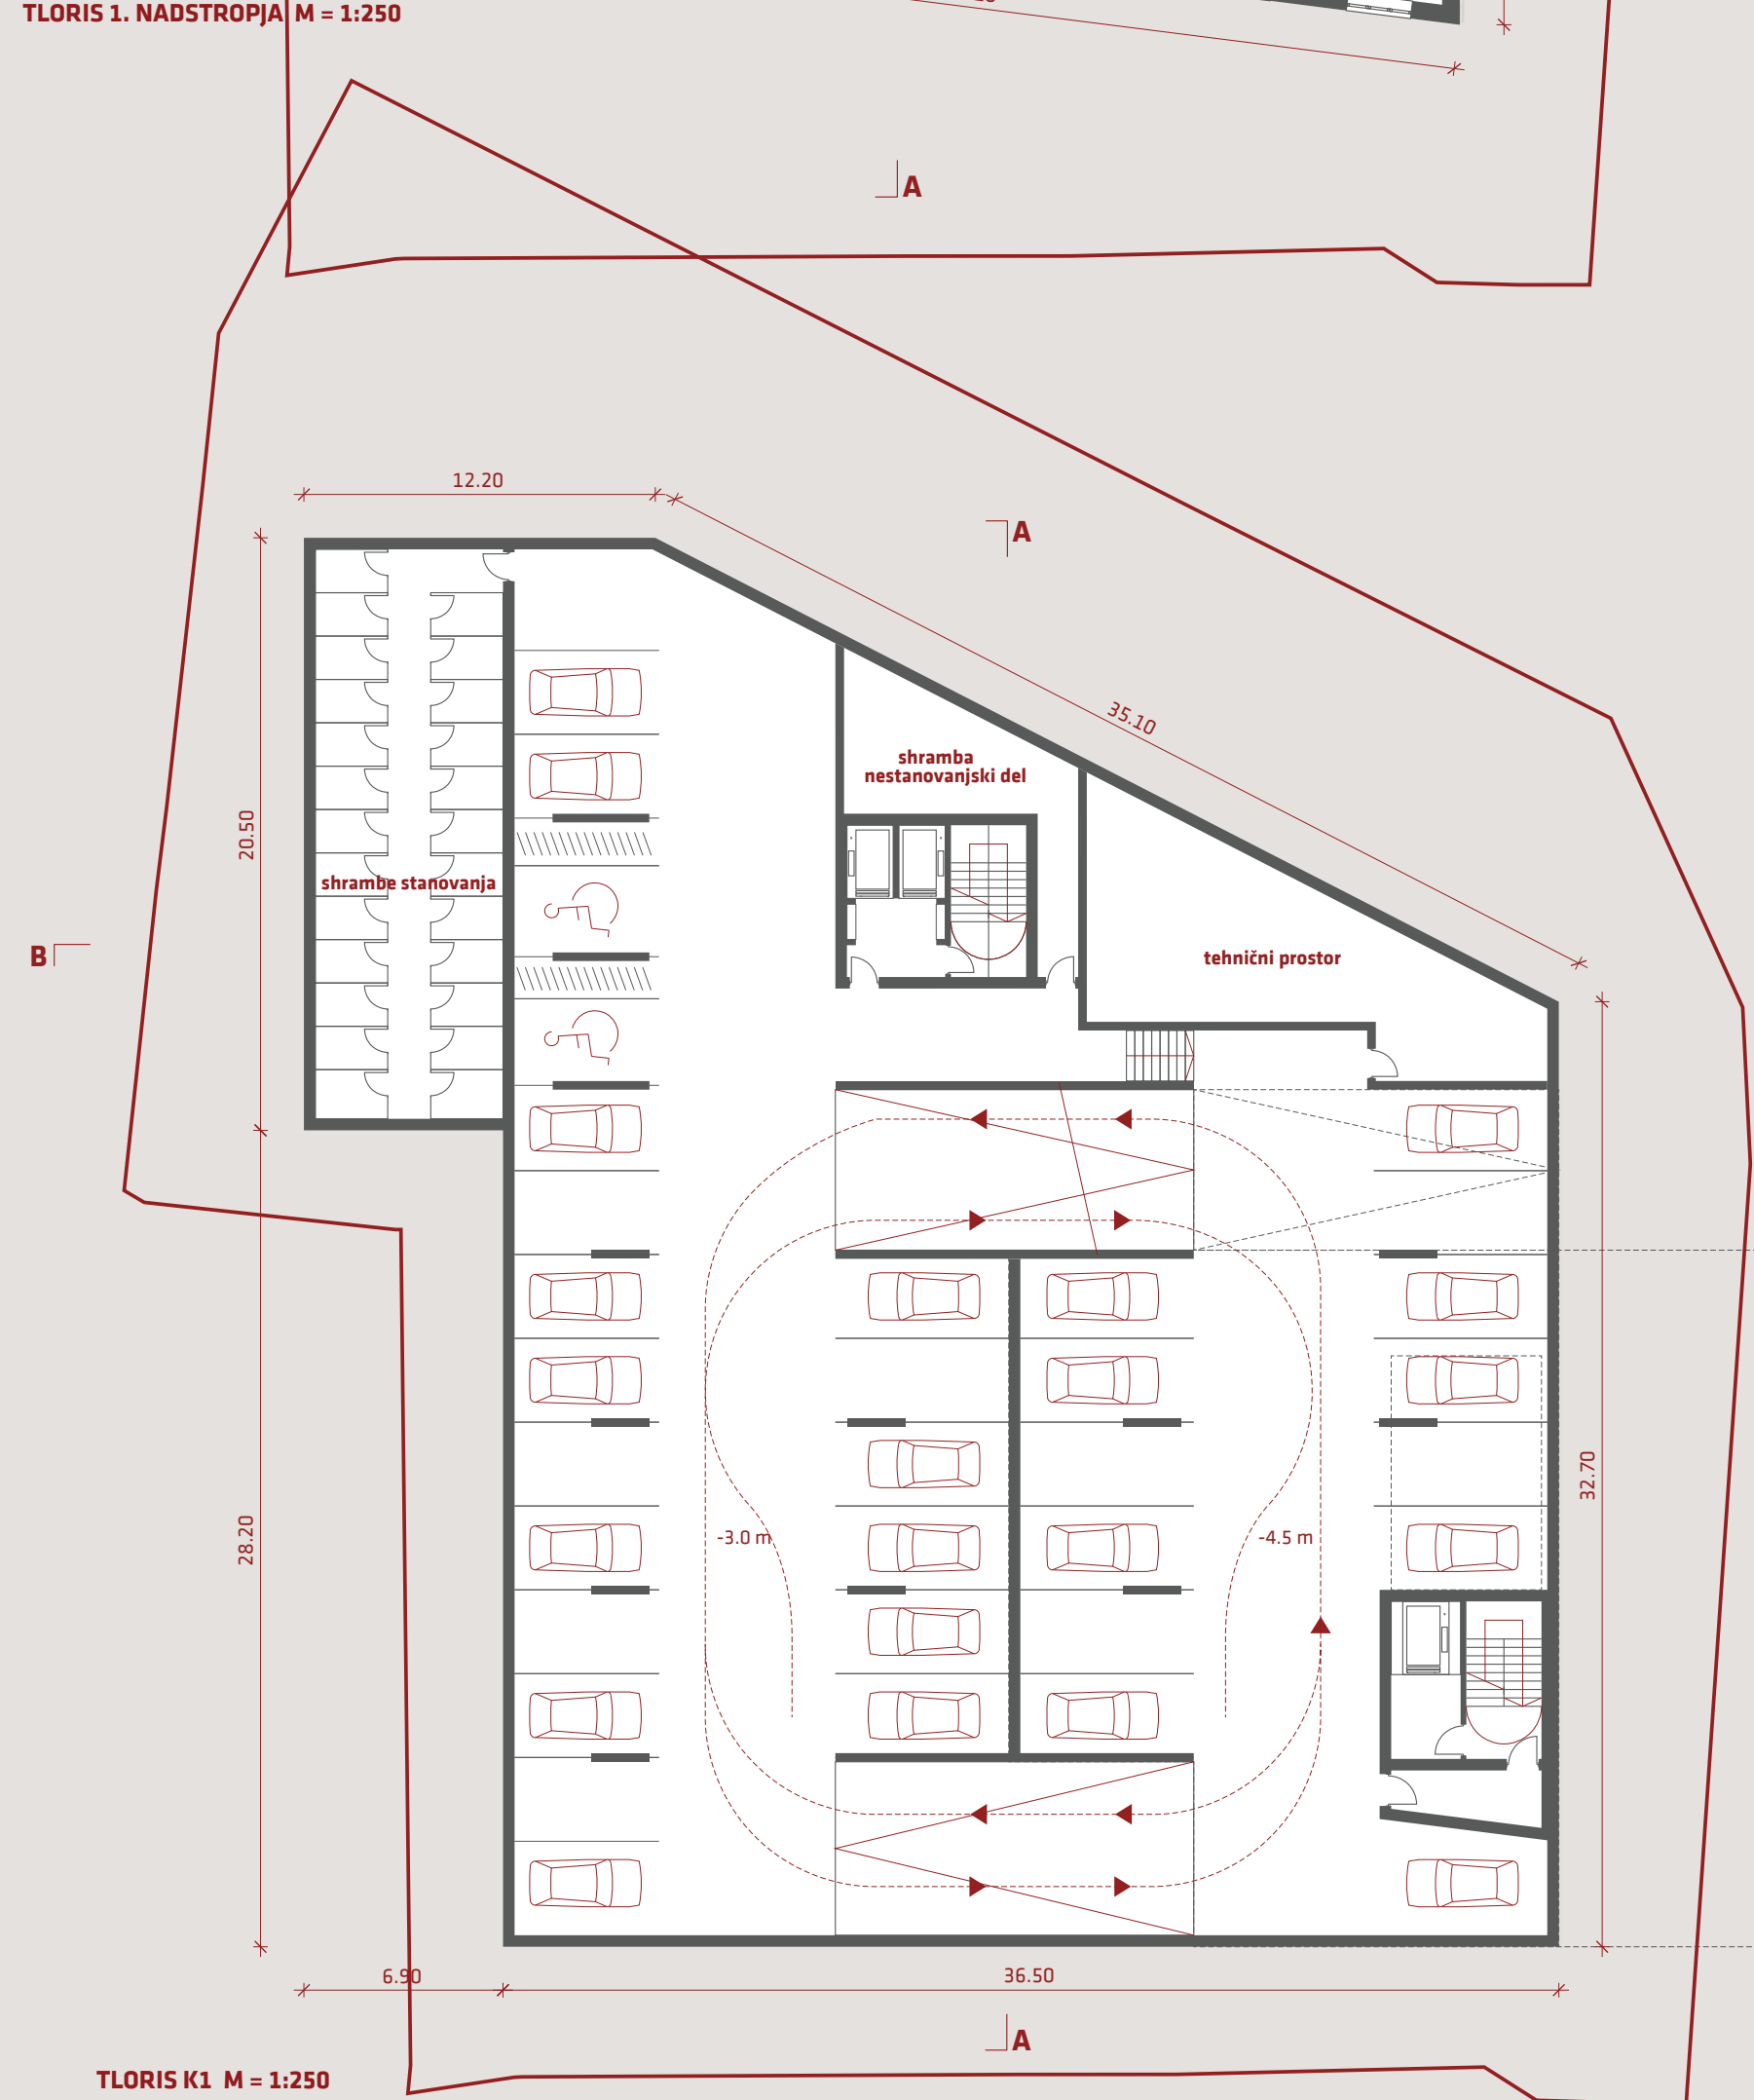 TLORIS 1. NADSTROPJA M = 1:250
A
12.20
A
35.10
shramba
nestanovanjski del
20.50
shrambe stanovanja
B
tehnični prostor
32.70
-3.0 m
-4.5 m
28.20
6.90
36.50
A
TLORIS K1 M = 1:250